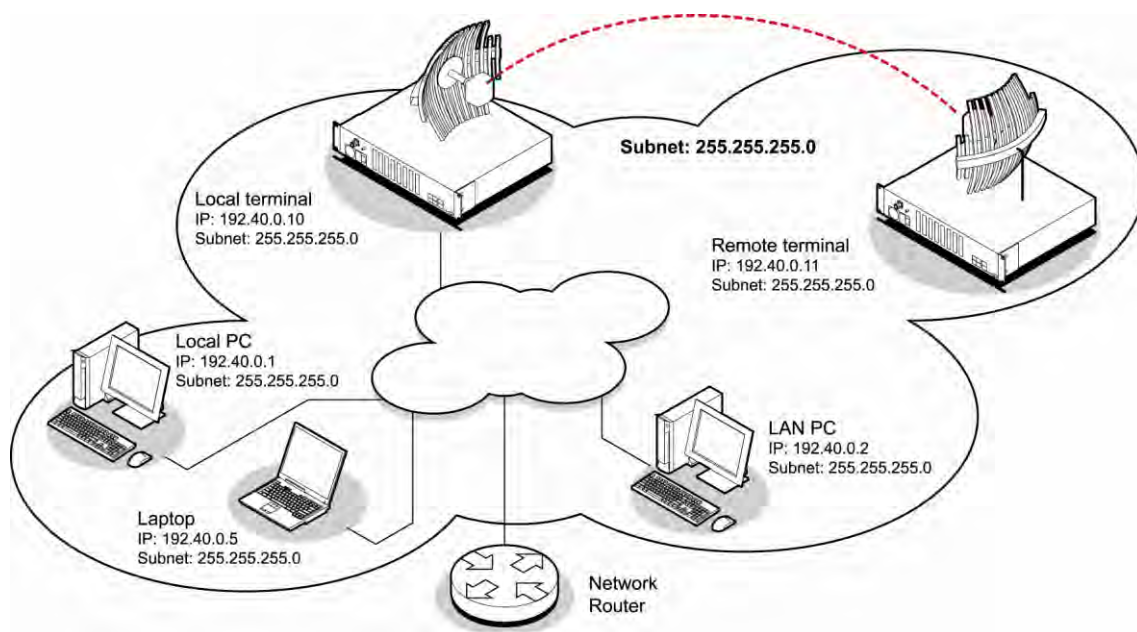 Subnet: 255.255.255.0
Local terminal
IP: 192.40.0.10
Subnet: 255.255.255.0
Remote terminal
IP: 192.40.0.11
Subnet: 255.255.255.0
Local PC
IP: 192.40.0.1
Subnet: 255.255.255.0
LAN PC
IP: 192.40.0.2
Subnet: 255.255.255.0
Laptop
IP: 192.40.0.5
Subnet: 255.255.255.0
Network
Router